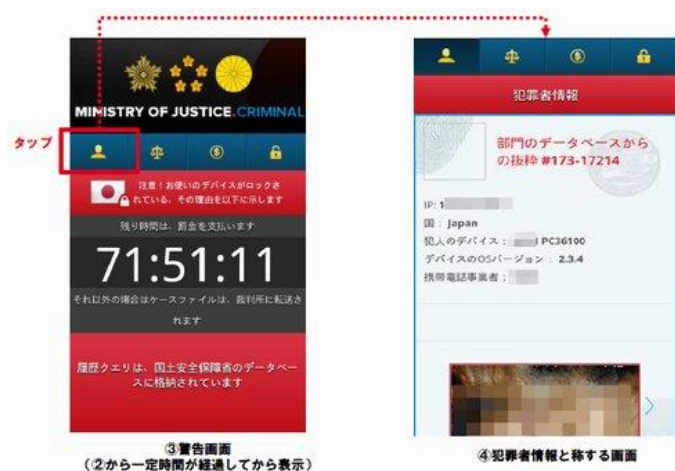 MINISTRY OF JUSTICE.CRIMINAL
タップ
注意!お使いのデバイスがロックさ
れている、その理由を以下に示します
残り時間は、罰金を支払います
71:51:11
それ以外の場合はケースファイルは、裁判所に転送さ
れます
履歴クエリは、国土安全保障省のデータベー
スに格納されています
③警告画面
(②から一定時間が経過してから表示)
犯罪者情報
部門のデータベースから
の抜粋 #173-17214
IP: 1
国: Japan
犯人のデバイス: PC36100
デバイスのOSバージョン: 2.3.4
携帯電話事業者:
④犯罪者情報と称する画面